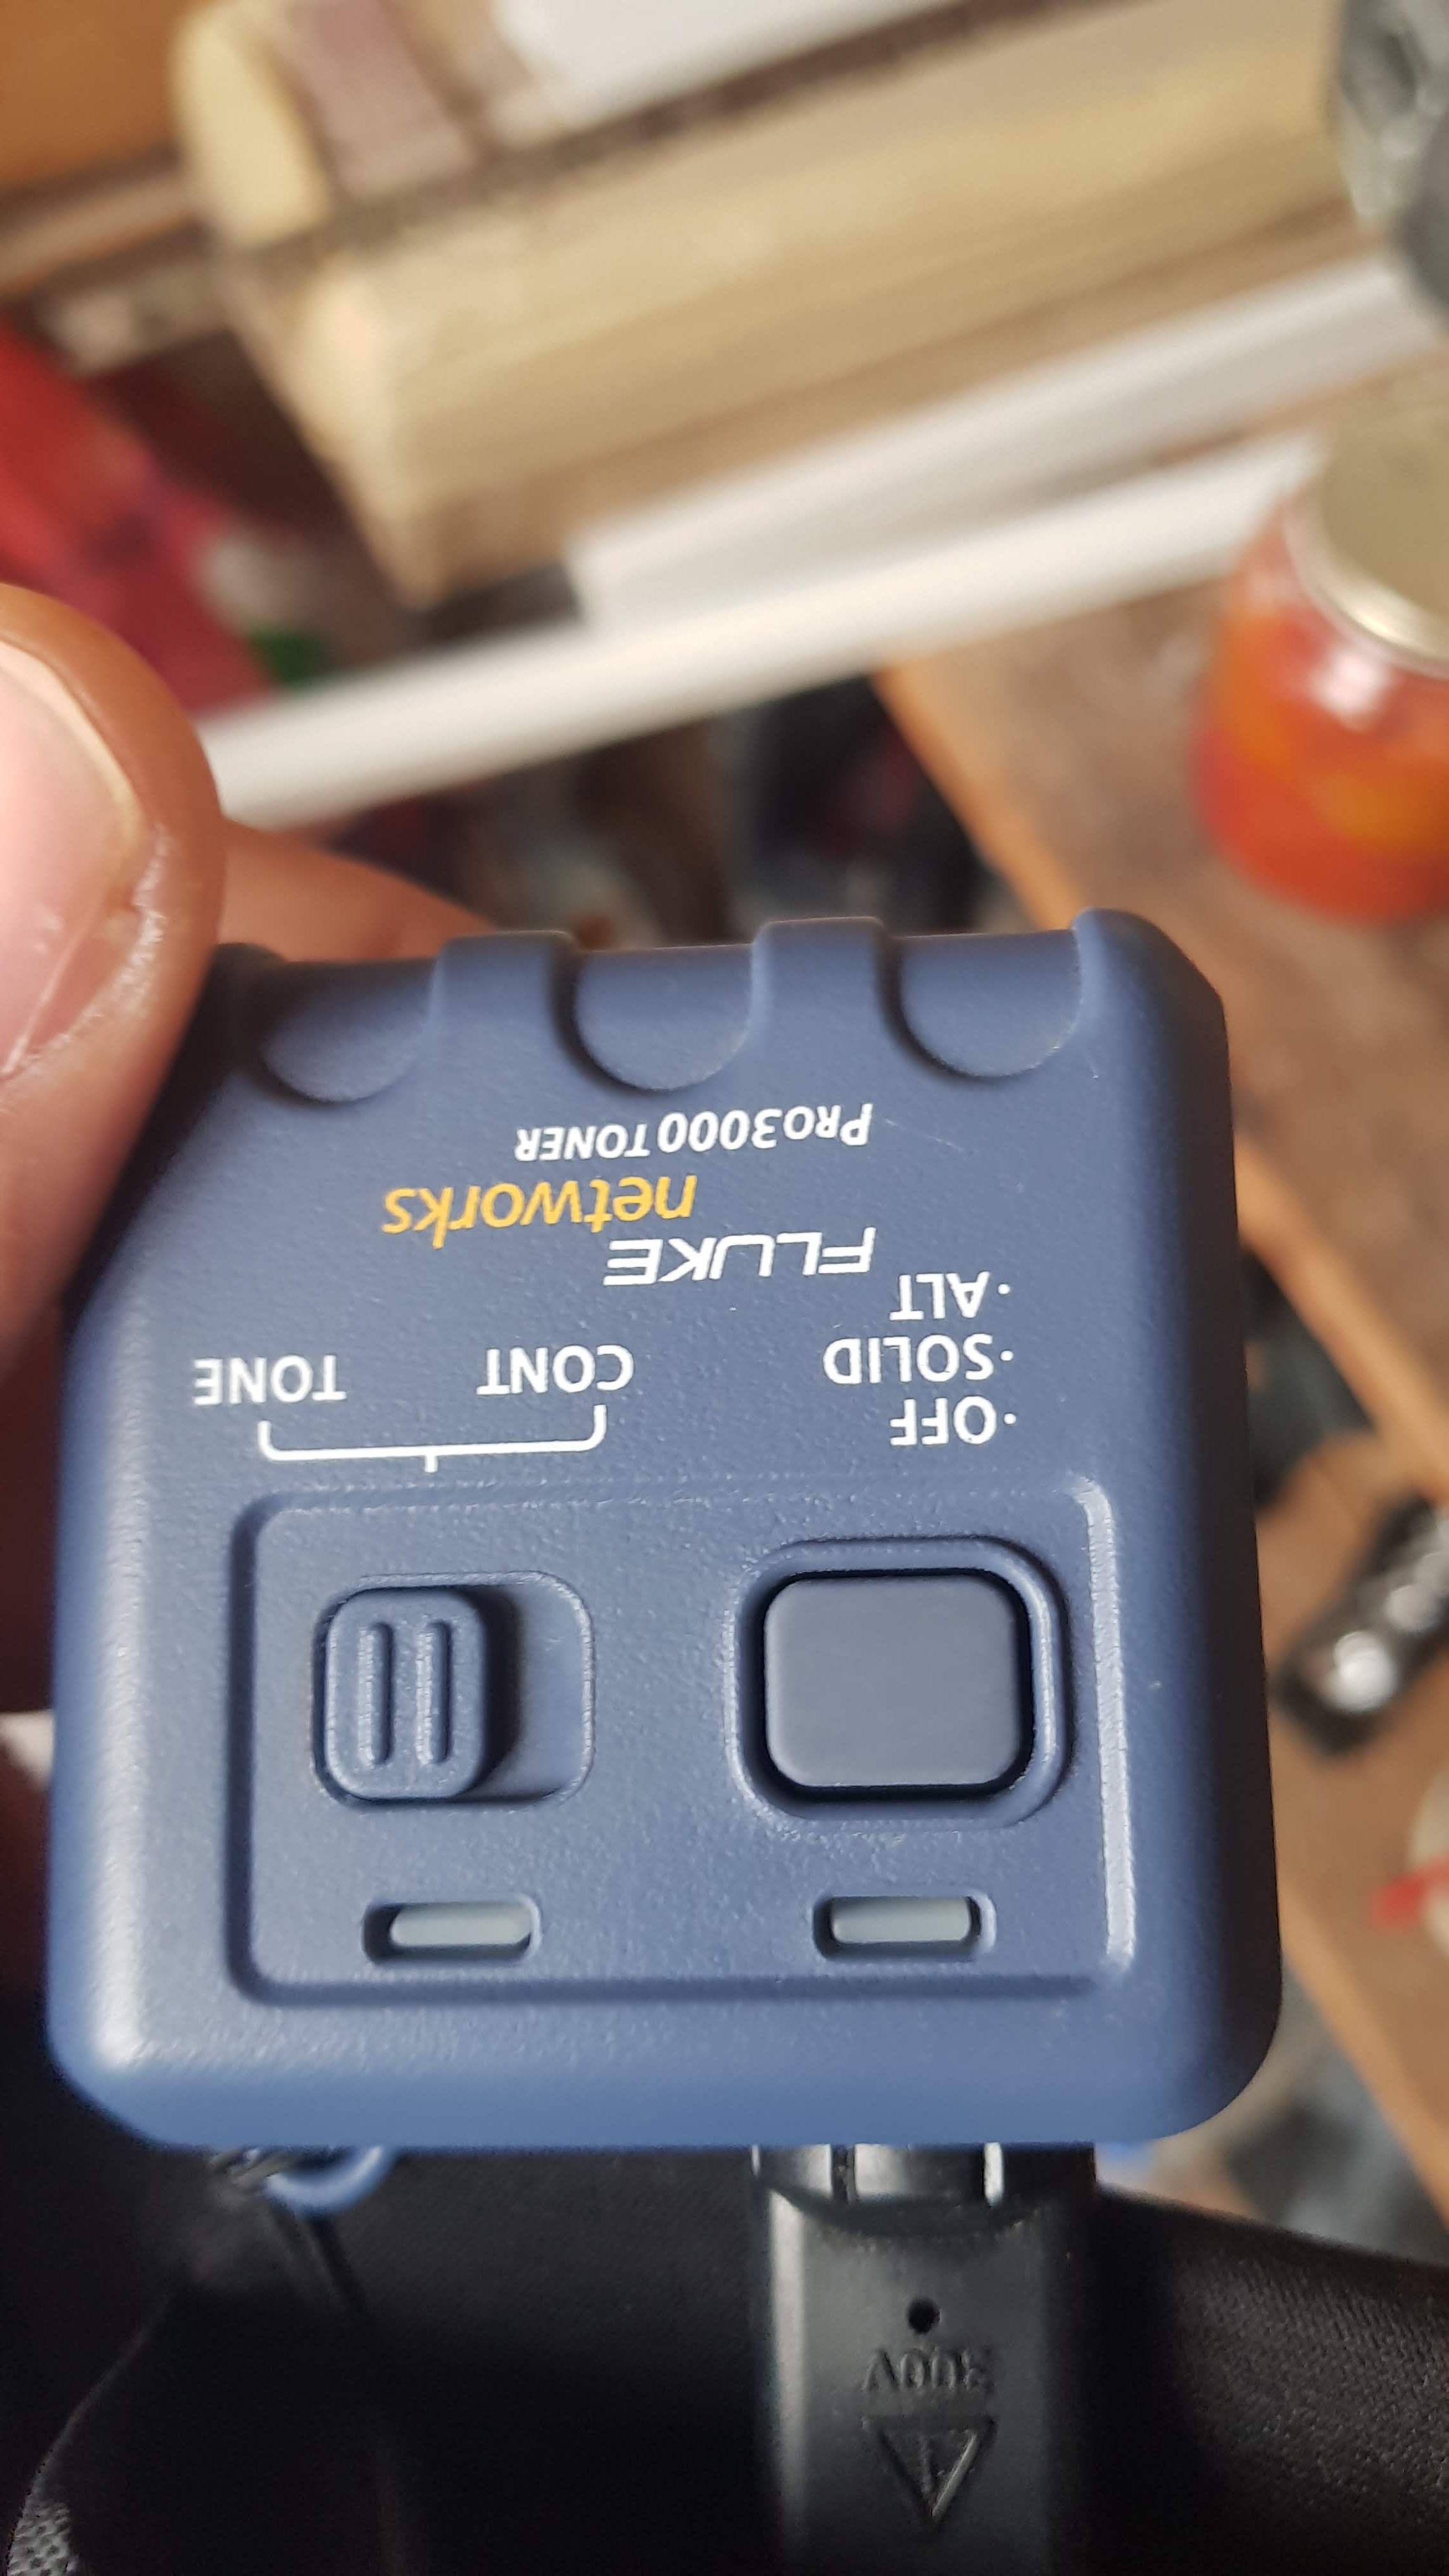 300V
·OFF
·SOLID
·ALT
CONT TONE
FLUKE
networks
PRO3000 TONER